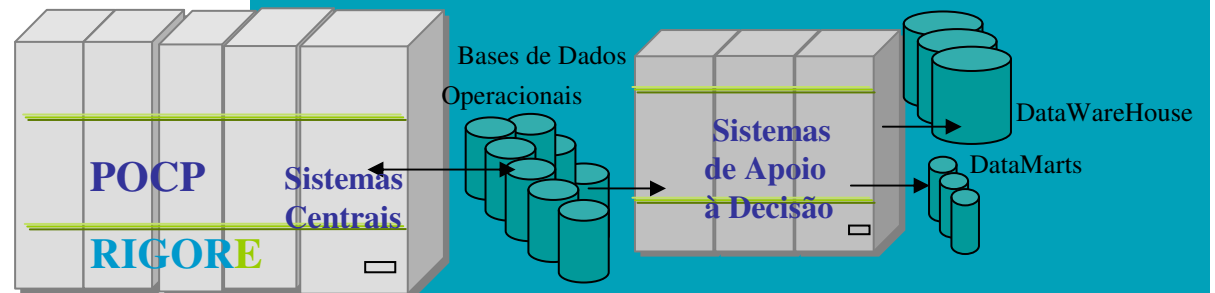 POCP
RIGORE
Sistemas
Centrais
Bases de Dados
Operacionais
Sistemas
de Apoio
à Decisão
DataWareHouse
DataMarts